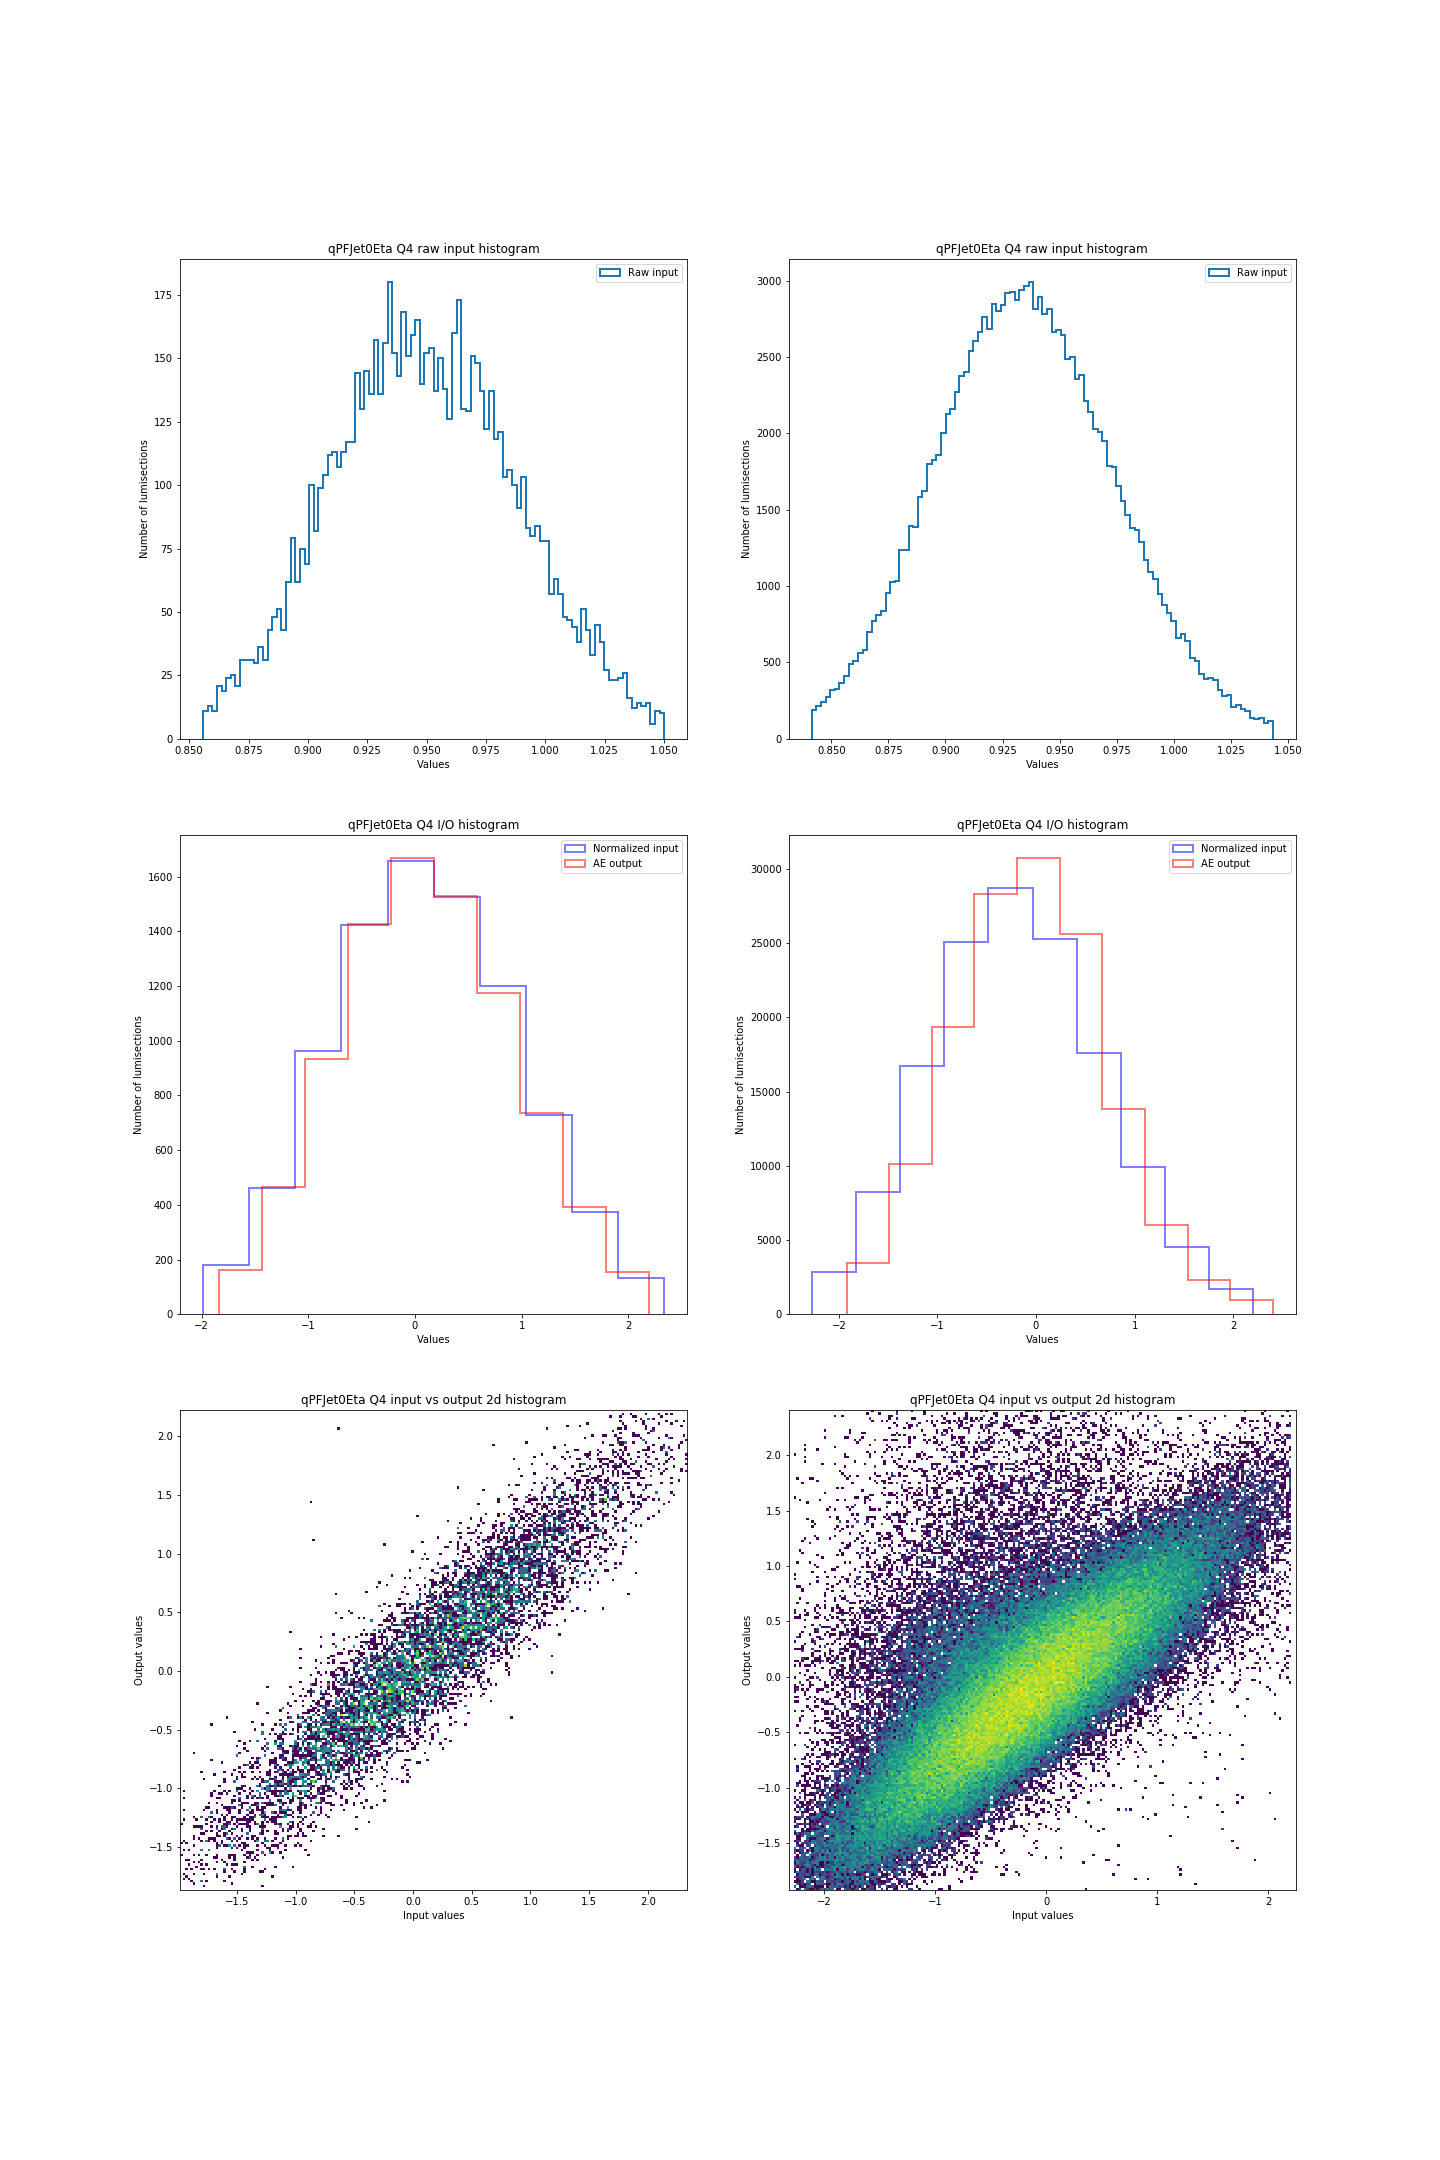 qPFJet0Eta Q4 raw input histogram
Raw input
175
150
125
100
75
50
25
0
Number of lumisections
0.850 0.875 0.900 0.925 0.950 0.975 1.000 1.025 1.050
Values
qPFJet0Eta Q4 raw input histogram
Raw input
3000
2500
2000
1500
1000
500
0
Number of lumisections
0.850 0.875 0.900 0.925 0.950 0.975 1.000 1.025 1.050
Values
qPFJet0Eta Q4 I/O histogram
Normalized input
AE output
1600
1400
1200
1000
800
600
400
200
0
Number of lumisections
−2 −1 0 1 2
Values
qPFJet0Eta Q4 I/O histogram
Normalized input
AE output
30000
25000
20000
15000
10000
5000
0
Number of lumisections
−2 −1 0 1 2
Values
qPFJet0Eta Q4 input vs output 2d histogram
2.0
1.5
1.0
0.5
0.0
−0.5
−1.0
−1.5
Output values
−1.5 −1.0 −0.5 0.0 0.5 1.0 1.5 2.0
Input values
qPFJet0Eta Q4 input vs output 2d histogram
2.0
1.5
1.0
0.5
0.0
−0.5
−1.0
−1.5
Output values
−2 −1 0 1 2
Input values